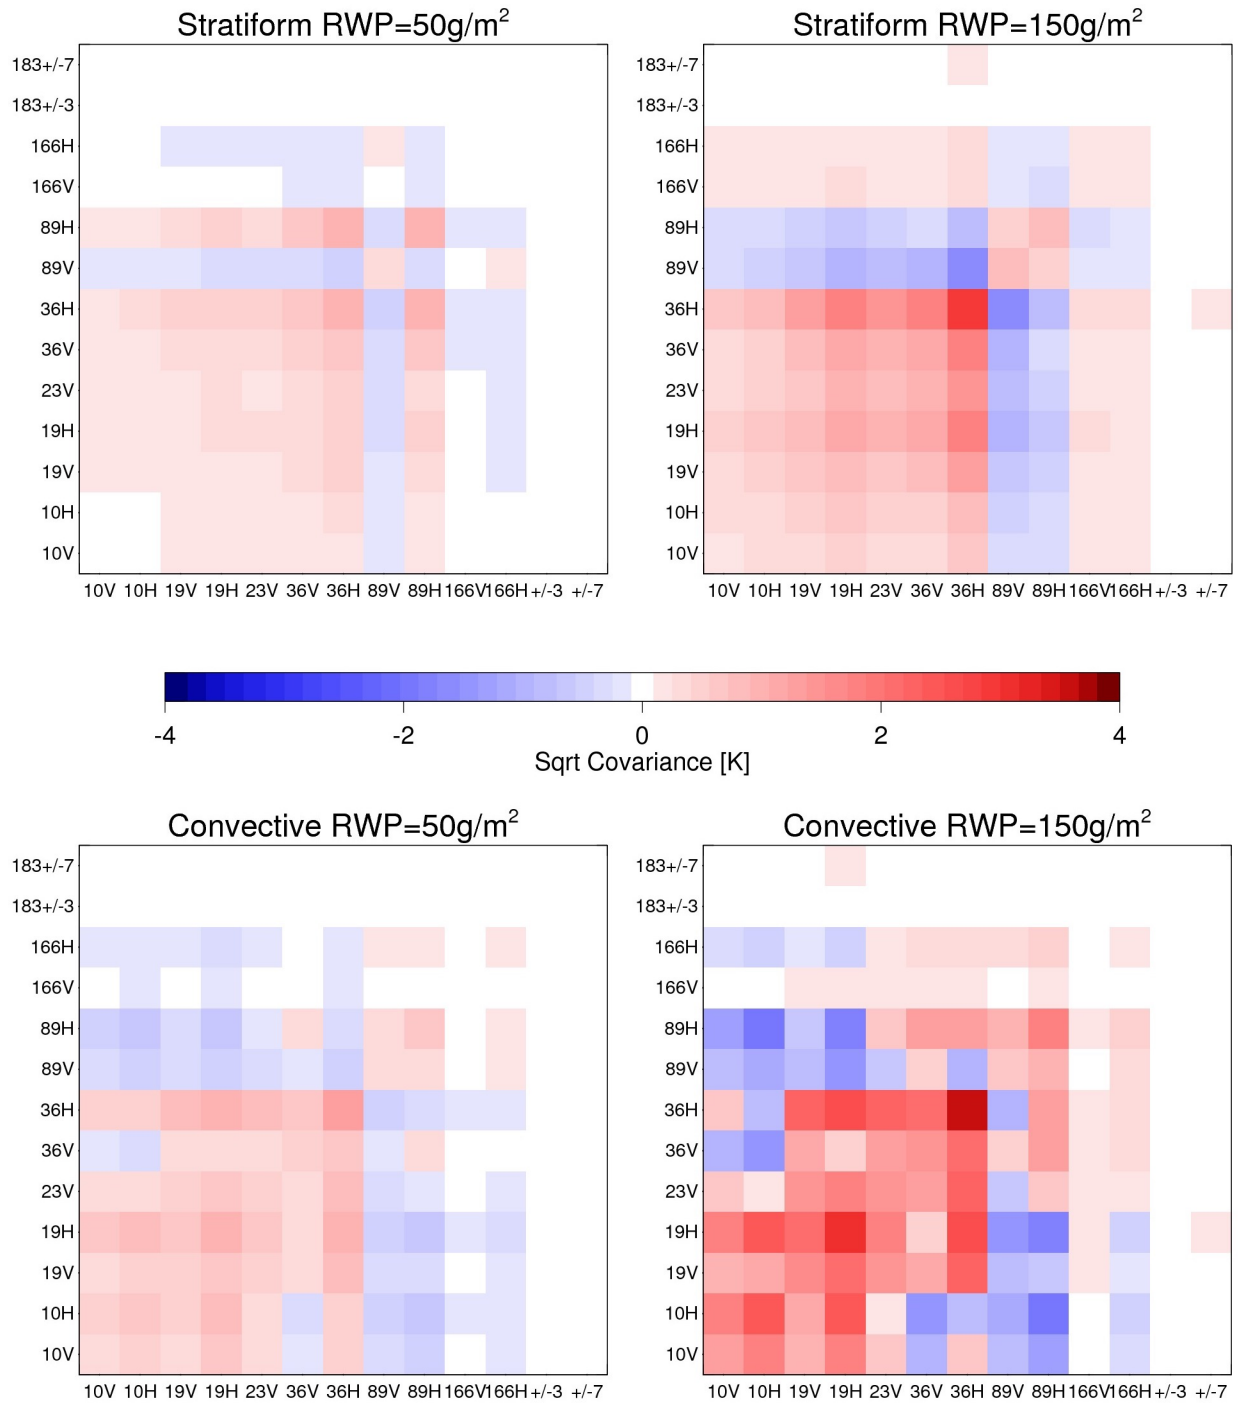 Stratiform RWP=50g/m²
Stratiform RWP=150g/m²
183+/-7
183+/-3
166H
166V
89H
89V
36H
36V
23V
19H
19V
10H
10V
10V 10H 19V 19H 23V 36V 36H 89V 89H 166V 166H +/-3 +/-7
183+/-7
183+/-3
166H
166V
89H
89V
36H
36V
23V
19H
19V
10H
10V
10V 10H 19V 19H 23V 36V 36H 89V 89H 166V 166H +/-3 +/-7
-4 -2 0 2 4
Sqrt Covariance [K]
Convective RWP=50g/m²
Convective RWP=150g/m²
183+/-7
183+/-3
166H
166V
89H
89V
36H
36V
23V
19H
19V
10H
10V
10V 10H 19V 19H 23V 36V 36H 89V 89H 166V 166H +/-3 +/-7
183+/-7
183+/-3
166H
166V
89H
89V
36H
36V
23V
19H
19V
10H
10V
10V 10H 19V 19H 23V 36V 36H 89V 89H 166V 166H +/-3 +/-7